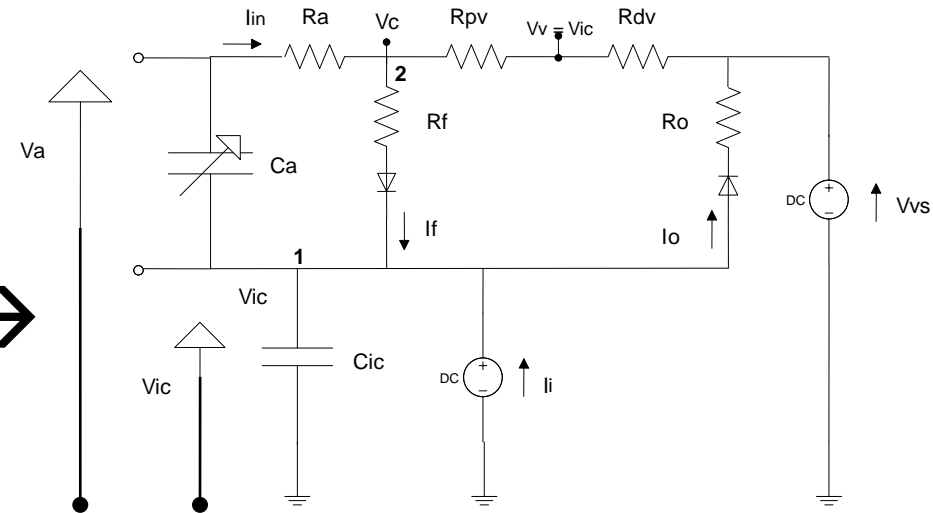 Iin
Ra
Vc
Rpv
Vv = Vic
Rdv
2
Rf
Ro
Va
Ca
DC
+
−
Vvs
If
Io
1
Vic
Vic
Cic
DC
+
−
Ii